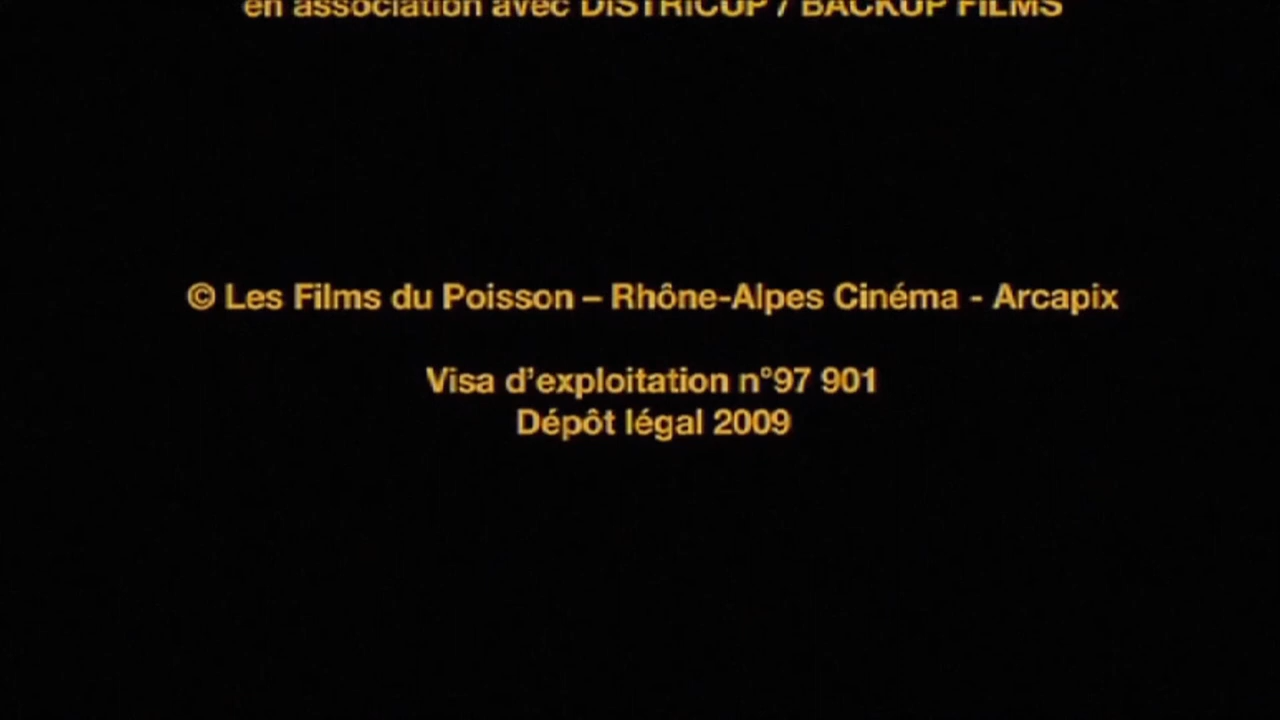 en association avec DISTRICUP / BACKUP FILMS
© Les Films du Poisson – Rhône-Alpes Cinéma - Arcapix
Visa d’exploitation n°97 901
Dépôt légal 2009